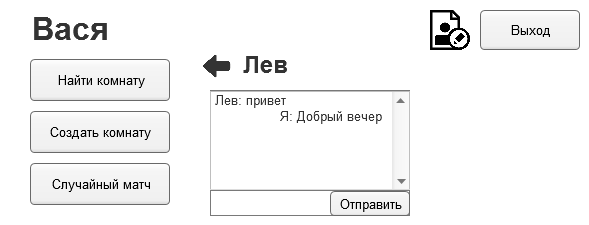 Вася
Выход
Найти комнату
Создать комнату
Случайный матч
Лев
Лев: привет
Я: Добрый вечер
Отправить